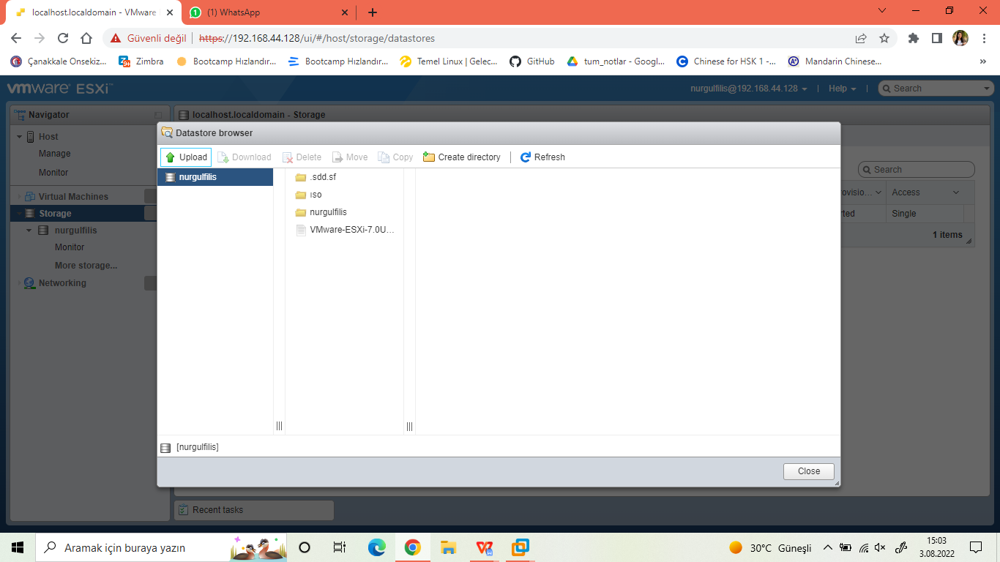 localhost.localdomain - VMware
(1) WhatsApp
Güvenli değil
https://192.168.44.128/ui/#/host/storage/datastores
Çanakkale Onsekiz...
Zimbra
Bootcamp Hızlandır...
Bootcamp Hızlandır...
Temel Linux | Gelec...
GitHub
tum_notlar - Googl...
Chinese for HSK 1 -...
Mandarin Chinese...
»
vmware ESXi™
nurgulfilis@192.168.44.128
Help
Search
Navigator
localhost.localdomain - Storage
Host
Manage
Monitor
Virtual Machines
Storage
nurgulfilis
Monitor
More storage...
Networking
Datastore browser
Upload
Download
Delete
Move
Copy
Create directory
Refresh
nurgulfilis
.sdd.sf
ıso
nurgulfilis
VMware-ESXi-7.0U...
[nurgulfilis]
Close
Search
Access
Single
1 items
Recent tasks
Aramak için buraya yazın
30°C Güneşli
15:03
3.08.2022